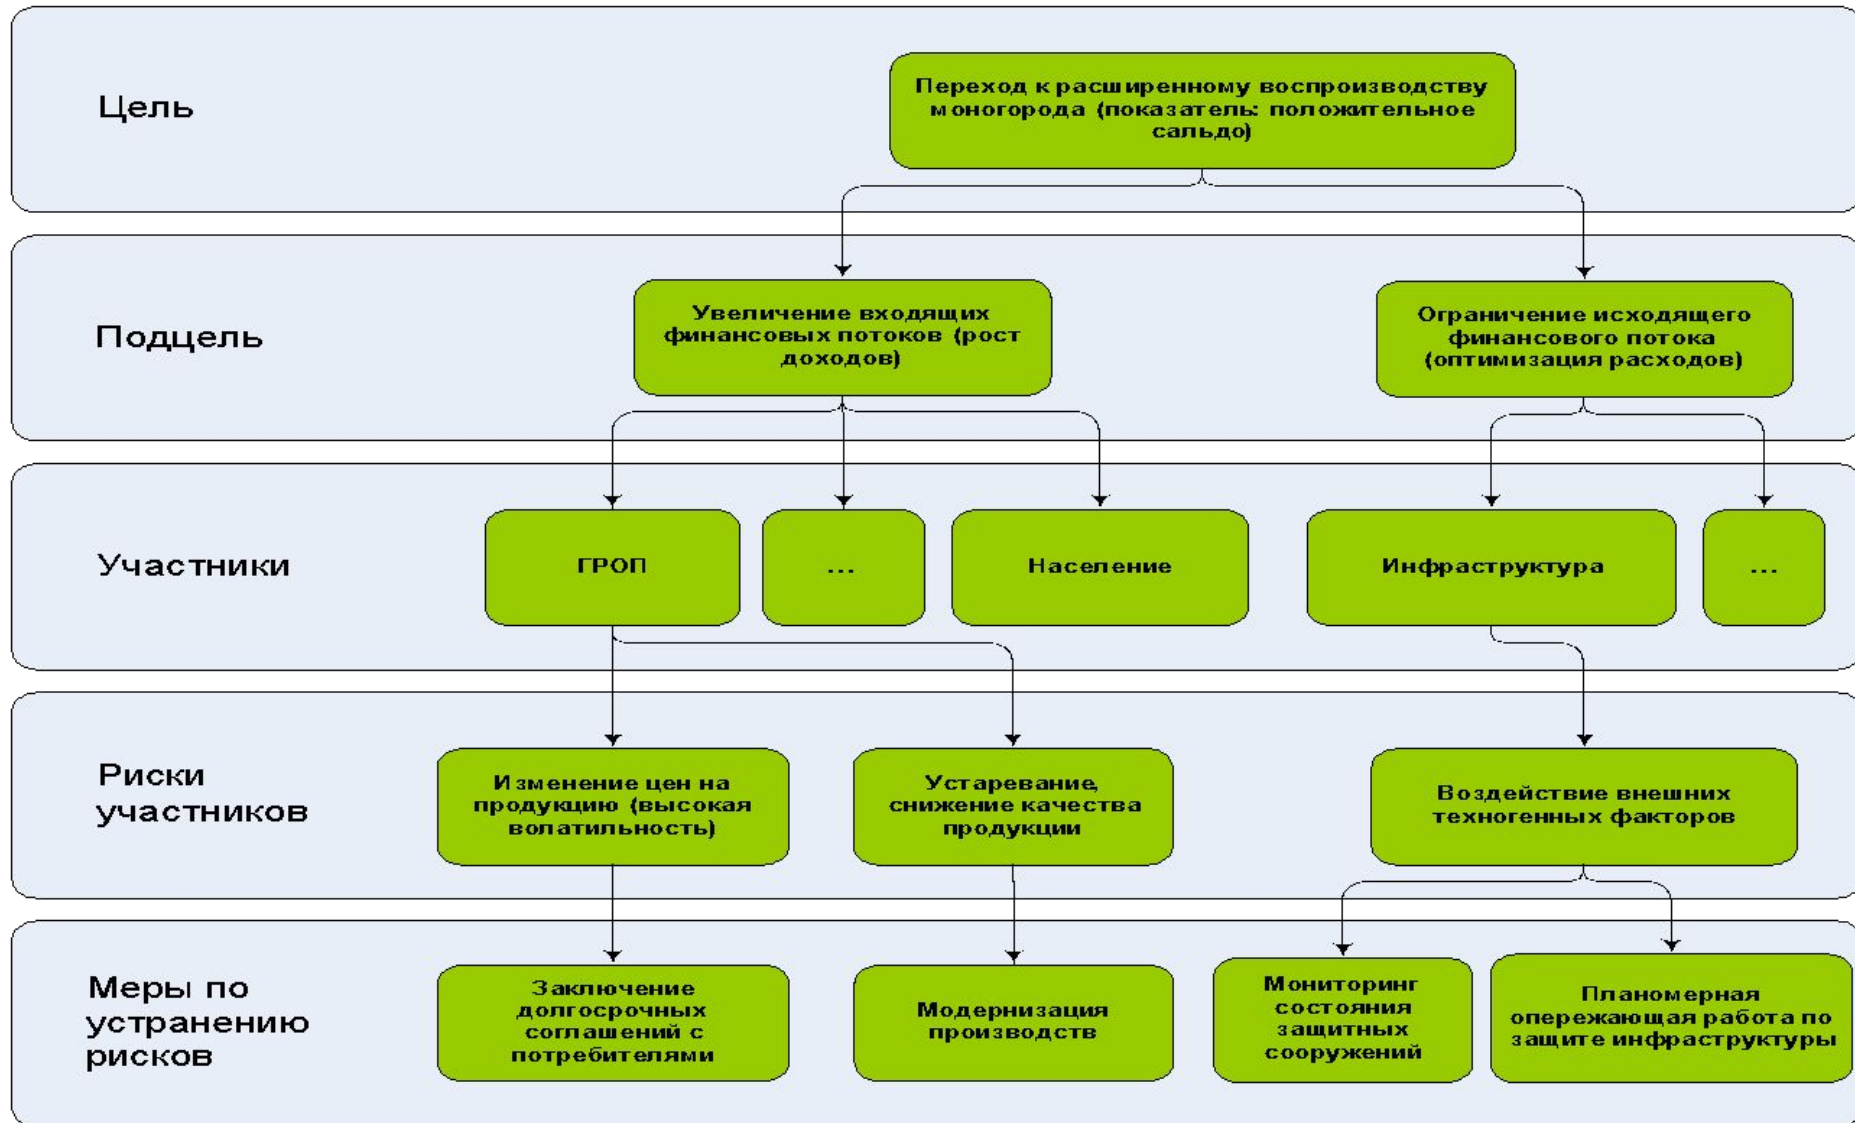 Цель
Переход к расширенному воспроизводству
моногорода (показатель: положительное
сальдо)
Подцель
Увеличение входящих
финансовых потоков (рост
доходов)
Ограничение исходящего
финансового потока
(оптимизация расходов)
Участники
ГРОП
...
Население
Инфраструктура
...
Риски
участников
Изменение цен на
продукцию (высокая
волатильность)
Устаревание,
снижение качества
продукции
Воздействие внешних
техногенных факторов
Меры по
устранению
рисков
Заключение
долгосрочных
соглашений с
потребителями
Модернизация
производств
Мониторинг
состояния
защитных
сооружений
Планомерная
опережающая работа по
защите инфраструктуры